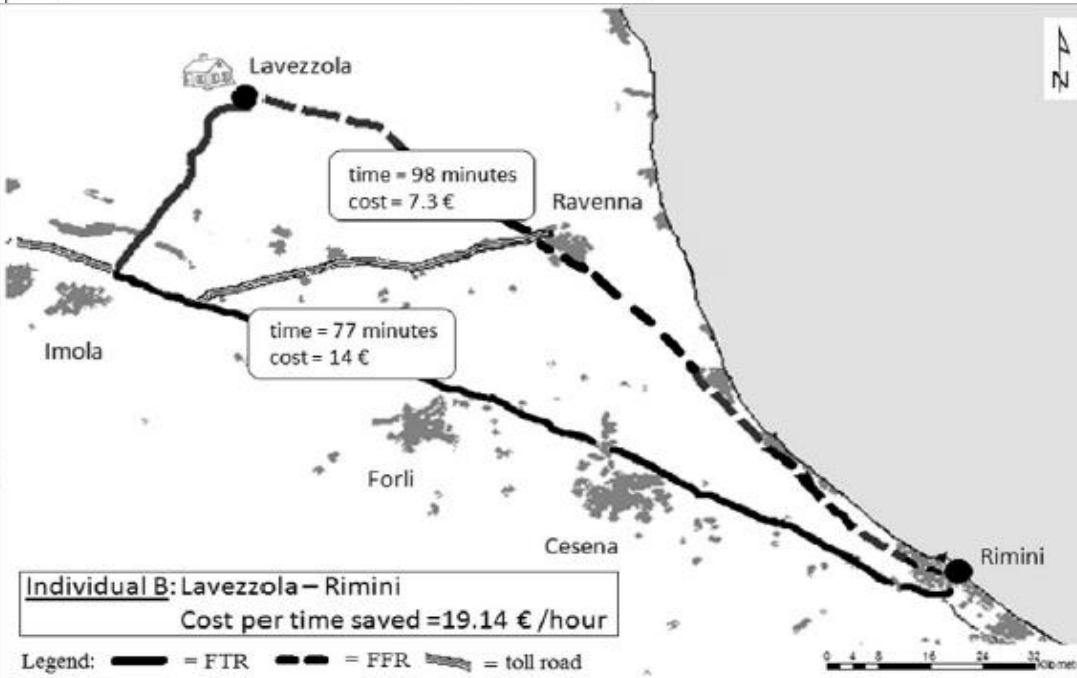 Lavezzola
time = 98 minutes
cost = 7.3 €
Ravenna
time = 77 minutes
cost = 14 €
Imola
Forli
Cesena
Rimini
Individual B: Lavezzola – Rimini
Cost per time saved =19.14 € /hour
Legend: = FTR = FFR = toll road
0 4 8 16 24 32
N